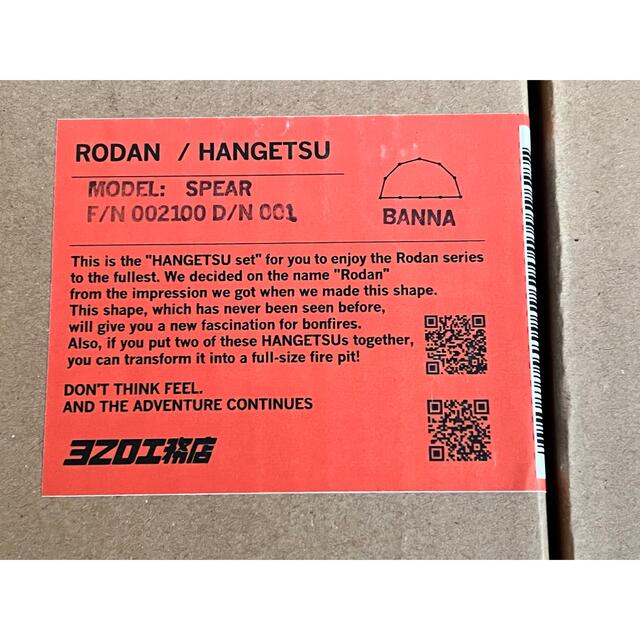 RODAN / HANGETSU
MODEL: SPEAR
F/N 002100 D/N 001
BANNA
This is the "HANGETSU set" for you to enjoy the Rodan series
to the fullest. We decided on the name "Rodan"
from the impression we got when we made this shape.
This shape, which has never been seen before,
will give you a new fascination for bonfires.
Also, if you put two of these HANGETSUs together,
you can transform it into a full-size fire pit!
DON'T THINK FEEL.
AND THE ADVENTURE CONTINUES
ヨコロ工務店